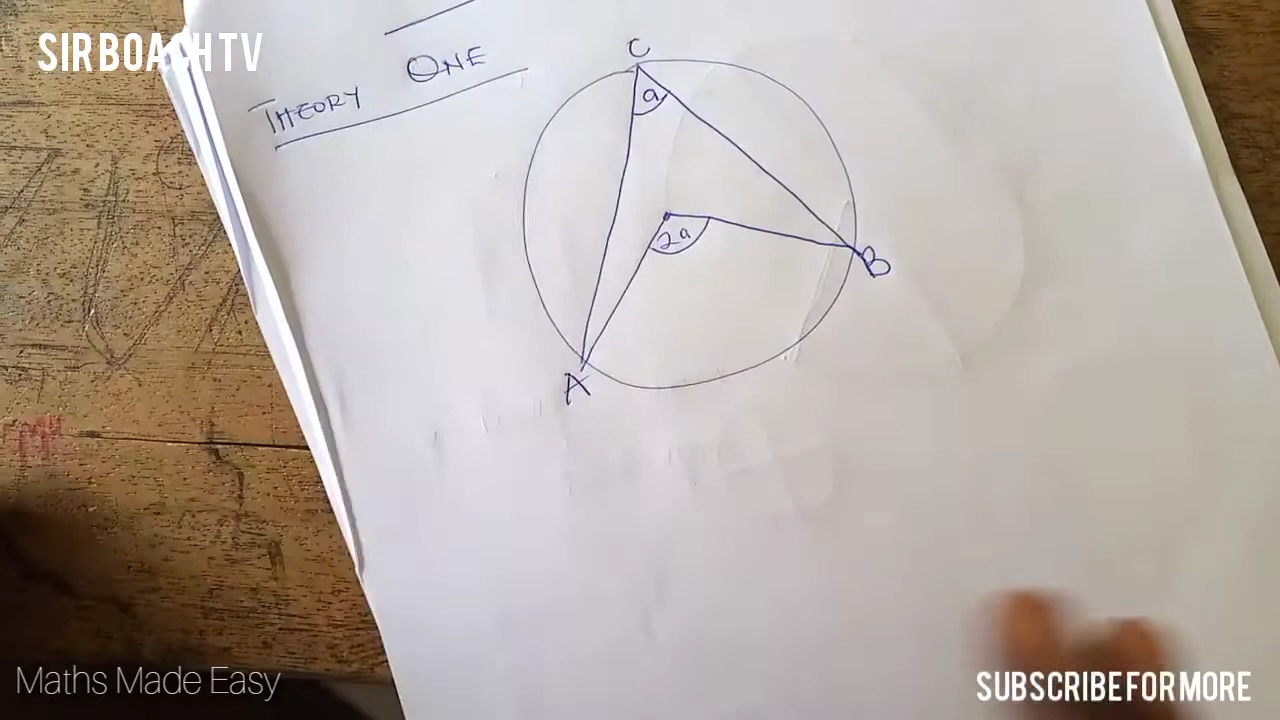 SIR BOACH TV
THEORY ONE
C
a
2a
B
A
Maths Made Easy
SUBSCRIBE FOR MORE